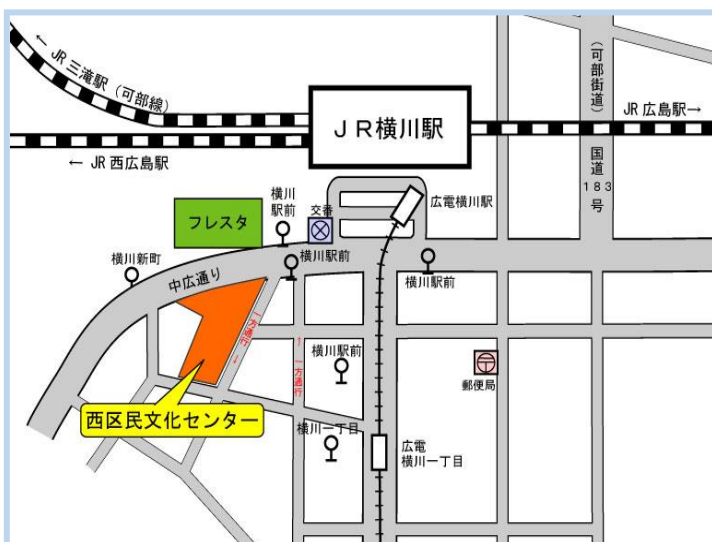 ← JR 三滝駅（可部線）
JR横川駅
（可部街道）
国道183号
JR 広島駅→
← JR 西広島駅
フレスタ
横川
駅前
交番
広電横川駅
横川新町
中広通り
横川駅前
横川駅前
一方通行 →
← 一方通行
横川駅前
郵便局
西区民文化センター
横川一丁目
広電
横川一丁目